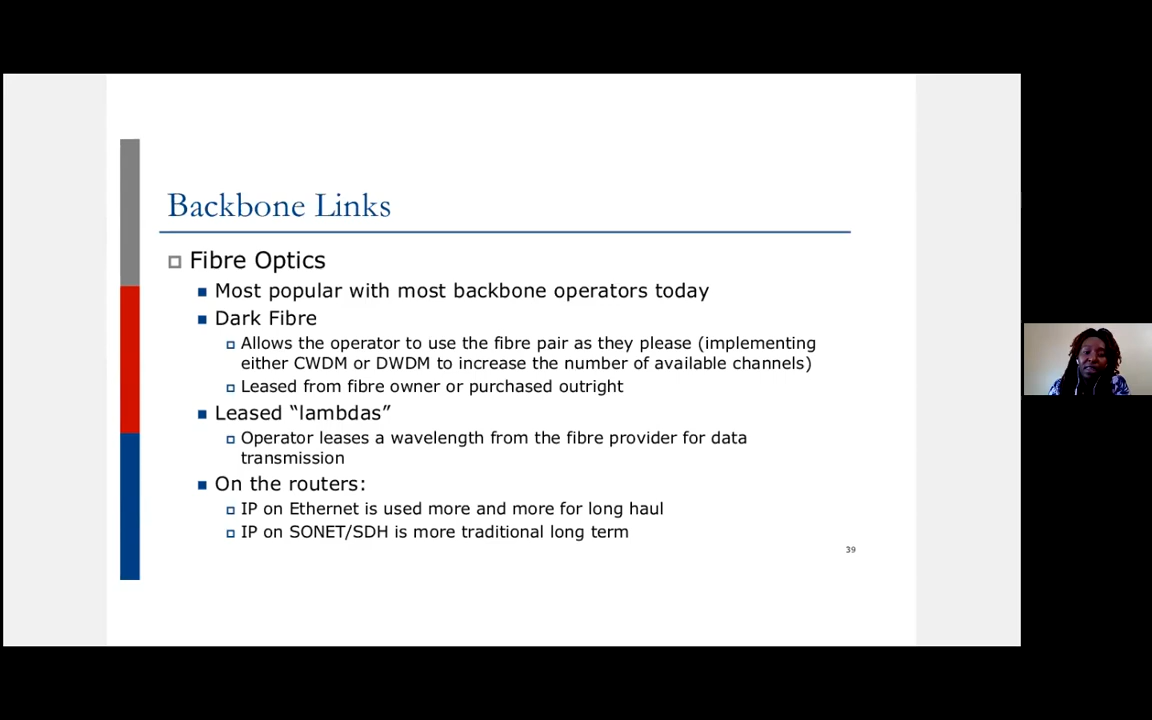 Backbone Links
Fibre Optics
Most popular with most backbone operators today
Dark Fibre
Allows the operator to use the fibre pair as they please (implementing
either CWDM or DWDM to increase the number of available channels)
Leased from fibre owner or purchased outright
Leased “lambdas”
Operator leases a wavelength from the fibre provider for data
transmission
On the routers:
IP on Ethernet is used more and more for long haul
IP on SONET/SDH is more traditional long term
39